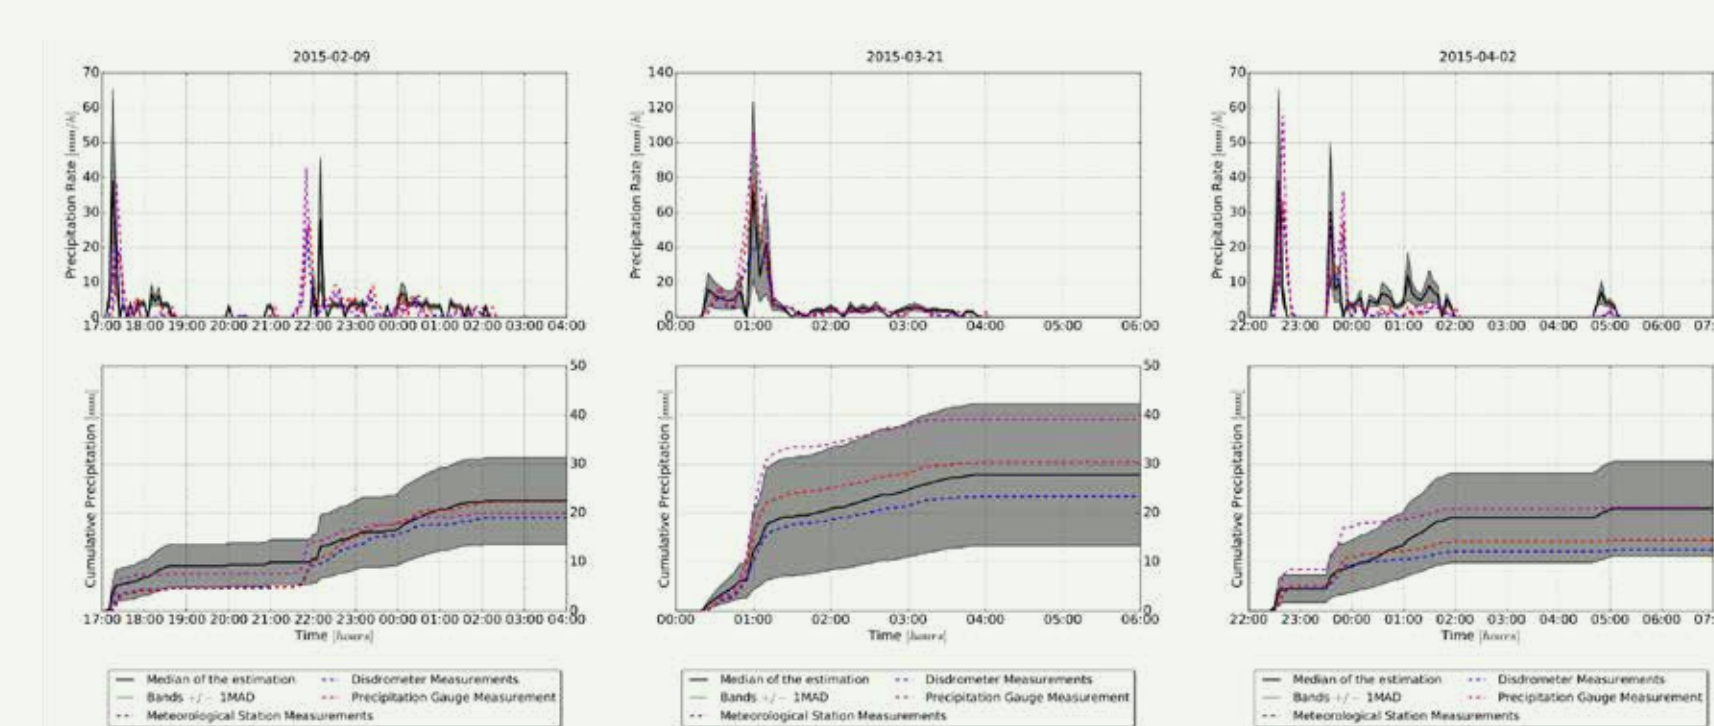 2015-02-09
70
60
50
40
30
20
10
0
Precipitation Rate [mm/h]
17:00 18:00 19:00 20:00 21:00 22:00 23:00 00:00 01:00 02:00 03:00 04:00
2015-03-21
140
120
100
80
60
40
20
0
Precipitation Rate [mm/h]
00:00 01:00 02:00 03:00 04:00 05:00 06:00
2015-04-02
70
60
50
40
30
20
10
0
Precipitation Rate [mm/h]
22:00 23:00 00:00 01:00 02:00 03:00 04:00 05:00 06:00 07:
Cumulative Precipitation [mm]
50
40
30
20
10
0
17:00 18:00 19:00 20:00 21:00 22:00 23:00 00:00 01:00 02:00 03:00 04:00
Time [hours]
Cumulative Precipitation [mm]
50
40
30
20
10
0
00:00 01:00 02:00 03:00 04:00 05:00 06:00
Time [hours]
Cumulative Precipitation [mm]
22:00 23:00 00:00 01:00 02:00 03:00 04:00 05:00 06:00 07:
Time [hours]
Median of the estimation Disdrometer Measurements
Bands +/− 1MAD Precipitation Gauge Measurement
Meteorological Station Measurements
Median of the estimation Disdrometer Measurements
Bands +/− 1MAD Precipitation Gauge Measurement
Meteorological Station Measurements
Median of the estimation Disdrometer Measurements
Bands +/− 1MAD Precipitation Gauge Measurement
Meteorological Station Measurements